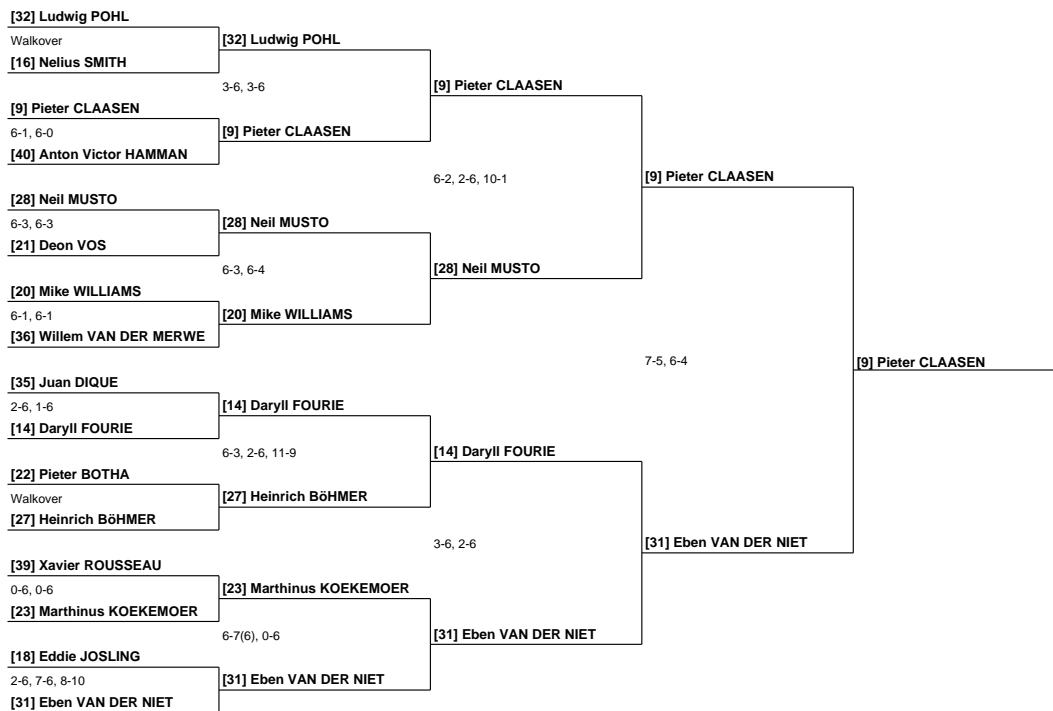 [32] Ludwig POHL
Walkover
[16] Nelius SMITH
[9] Pieter CLAASEN
6-1, 6-0
[40] Anton Victor HAMMAN
[28] Neil MUSTO
6-3, 6-3
[21] Deon VOS
[20] Mike WILLIAMS
6-1, 6-1
[36] Willem VAN DER MERWE
[35] Juan DIQUE
2-6, 1-6
[14] Daryll FOURIE
[22] Pieter BOTHA
Walkover
[27] Heinrich BöHMER
[39] Xavier ROUSSEAU
0-6, 0-6
[23] Marthinus KOEKEMOER
[18] Eddie JOSLING
2-6, 7-6, 8-10
[31] Eben VAN DER NIET
[32] Ludwig POHL
3-6, 3-6
[9] Pieter CLAASEN
[28] Neil MUSTO
6-3, 6-4
[20] Mike WILLIAMS
[14] Daryll FOURIE
6-3, 2-6, 11-9
[27] Heinrich BöHMER
[23] Marthinus KOEKEMOER
6-7(6), 0-6
[31] Eben VAN DER NIET
[9] Pieter CLAASEN
6-2, 2-6, 10-1
[28] Neil MUSTO
[14] Daryll FOURIE
3-6, 2-6
[31] Eben VAN DER NIET
[9] Pieter CLAASEN
7-5, 6-4
[31] Eben VAN DER NIET
[9] Pieter CLAASEN